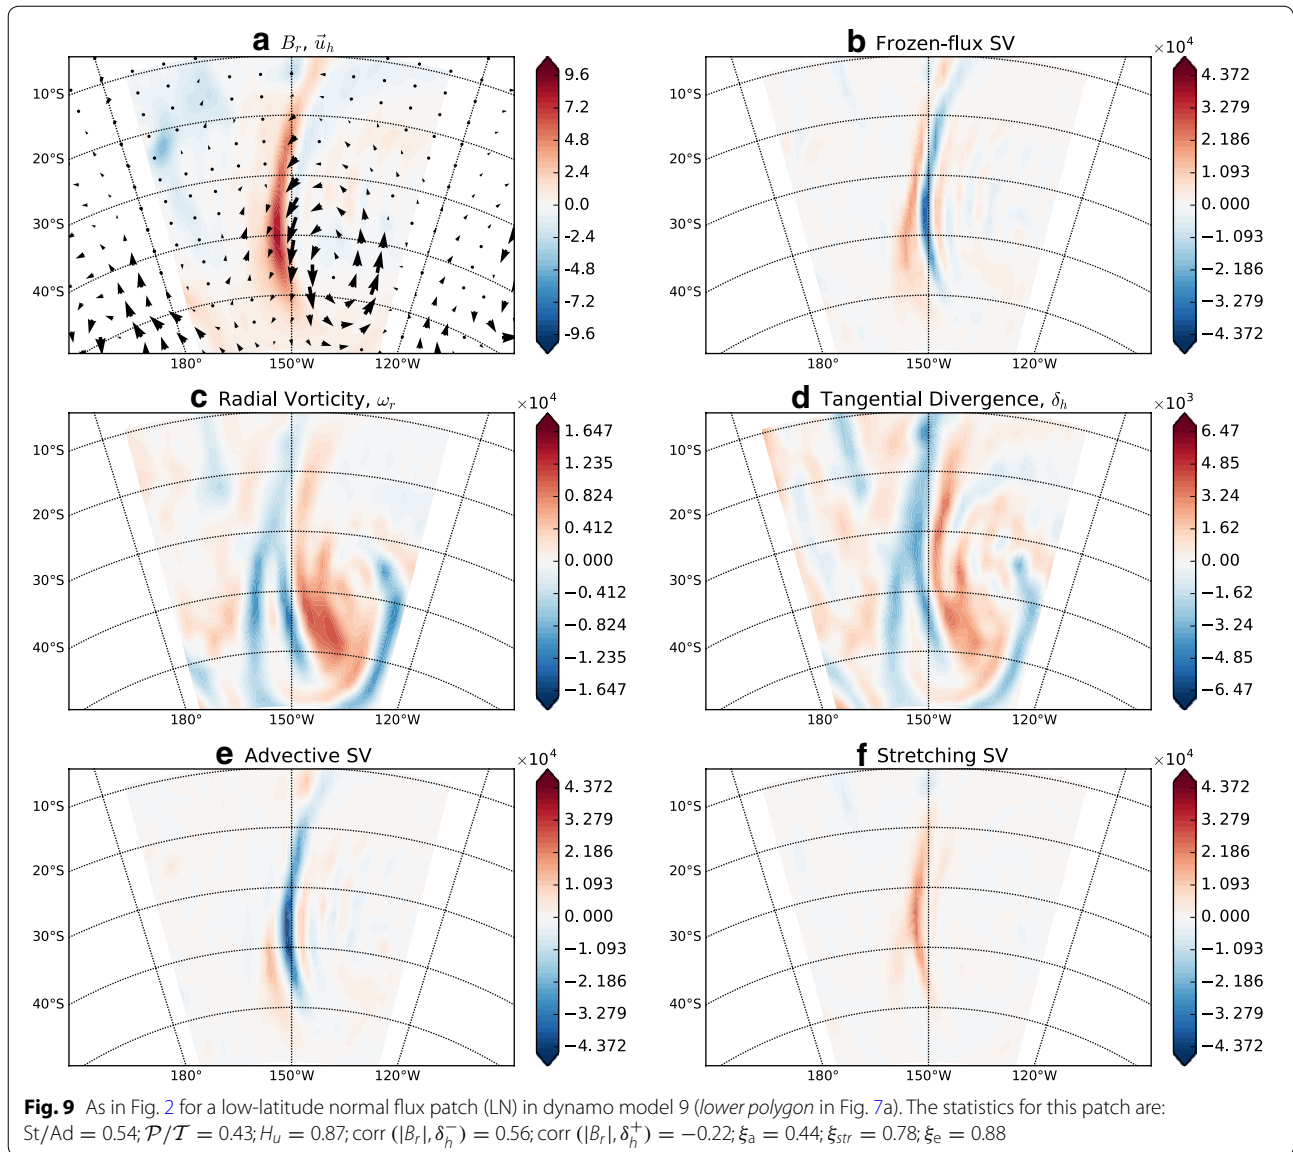 a B_r, \vec{u}_h
10°S
20°S
30°S
40°S
180°
150°W
120°W
9.6
7.2
4.8
2.4
0.0
-2.4
-4.8
-7.2
-9.6
b Frozen-flux SV
×10⁴
10°S
20°S
30°S
40°S
180°
150°W
120°W
4.372
3.279
2.186
1.093
0.000
−1.093
−2.186
−3.279
−4.372
c Radial Vorticity, ω_r
×10⁴
10°S
20°S
30°S
40°S
180°
150°W
120°W
1.647
1.235
0.824
0.412
0.000
−0.412
−0.824
−1.235
−1.647
d Tangential Divergence, δ_h
×10³
10°S
20°S
30°S
40°S
180°
150°W
120°W
6.47
4.85
3.24
1.62
0.00
−1.62
−3.24
−4.85
−6.47
e Advective SV
×10⁴
10°S
20°S
30°S
40°S
180°
150°W
120°W
4.372
3.279
2.186
1.093
0.000
−1.093
−2.186
−3.279
−4.372
f Stretching SV
×10⁴
10°S
20°S
30°S
40°S
180°
150°W
120°W
4.372
3.279
2.186
1.093
0.000
−1.093
−2.186
−3.279
−4.372
Fig. 9 As in Fig. 2 for a low-latitude normal flux patch (LN) in dynamo model 9 (lower polygon in Fig. 7a). The statistics for this patch are:
St/Ad = 0.54; 𝒫/𝒯 = 0.43; H_u = 0.87; corr (|B_r|, δ_h^−) = 0.56; corr (|B_r|, δ_h^+) = −0.22; ξ_a = 0.44; ξ_str = 0.78; ξ_e = 0.88